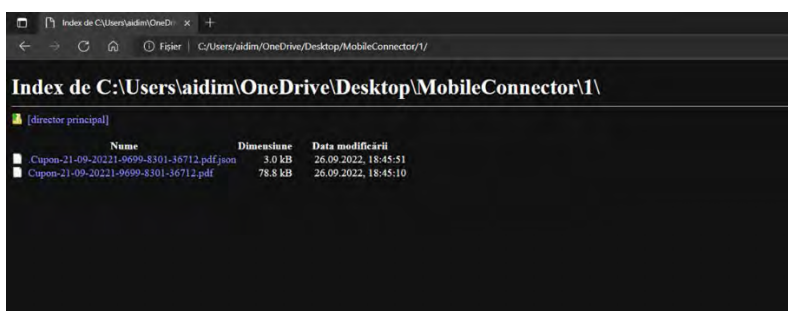 Index de C:\Users\aidim\OneDri
Fișier | C:/Users/aidim/OneDrive/Desktop/MobileConnector/1/
Index de C:\Users\aidim\OneDrive\Desktop\MobileConnector\1\
[director principal]
Nume Dimensiune Data modificării
.Cupon-21-09-20221-9699-8301-36712.pdf.json 3.0 kB 26.09.2022, 18:45:51
Cupon-21-09-20221-9699-8301-36712.pdf 78.8 kB 26.09.2022, 18:45:10